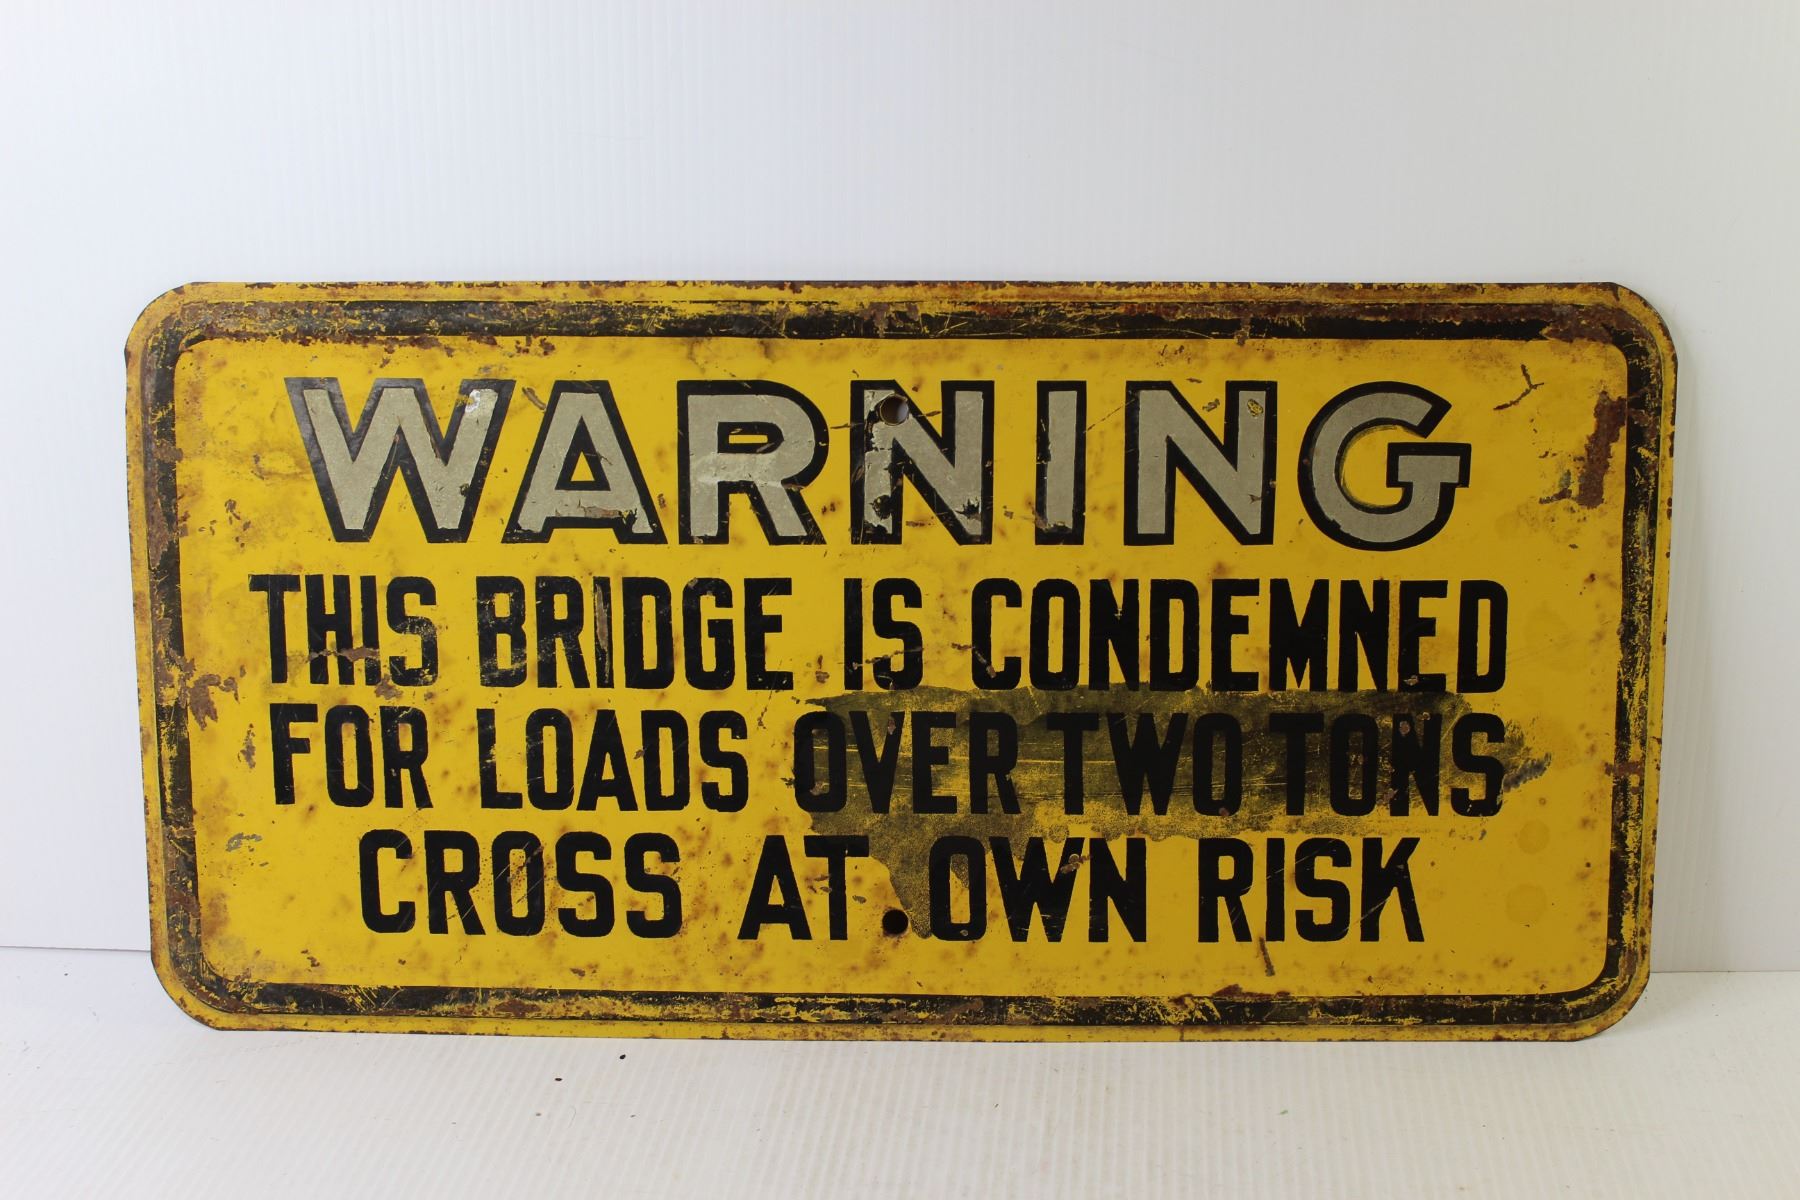 WARNING
THIS BRIDGE IS CONDEMNED
FOR LOADS OVER TWO TONS
CROSS AT OWN RISK